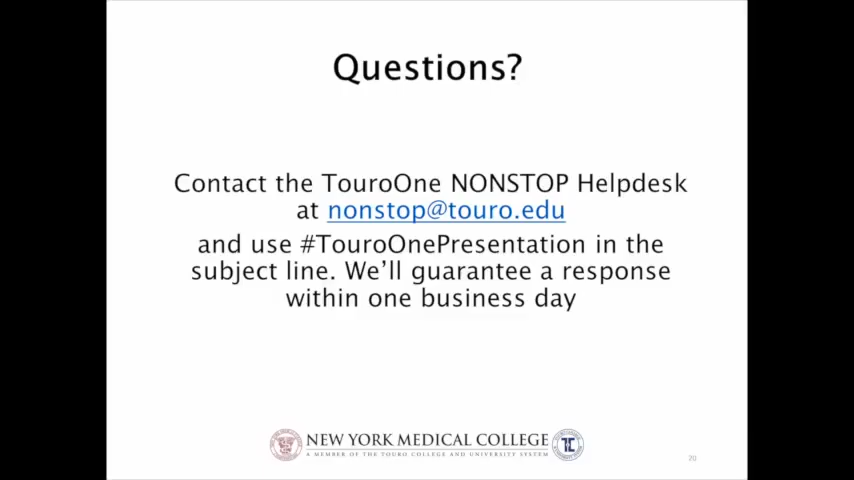 Questions?
Contact the TouroOne NONSTOP Helpdesk
at nonstop@touro.edu
and use #TouroOnePresentation in the
subject line. We’ll guarantee a response
within one business day
NEW YORK MEDICAL COLLEGE
A MEMBER OF THE TOURO COLLEGE AND UNIVERSITY SYSTEM
20